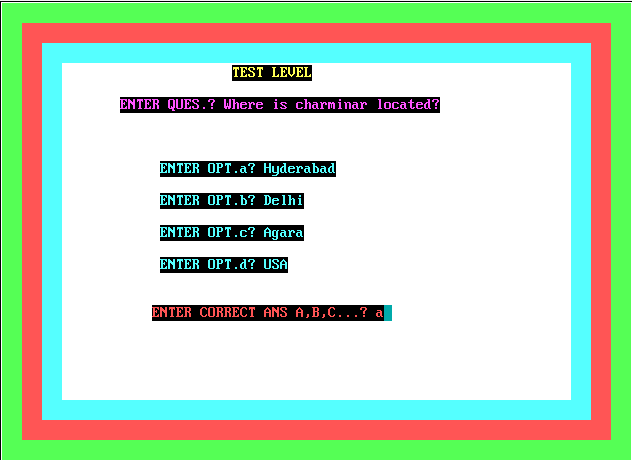 TEST LEVEL
ENTER QUES.? Where is charminar located?
ENTER OPT.a? Hyderabad
ENTER OPT.b? Delhi
ENTER OPT.c? Agara
ENTER OPT.d? USA
ENTER CORRECT ANS A,B,C...? a